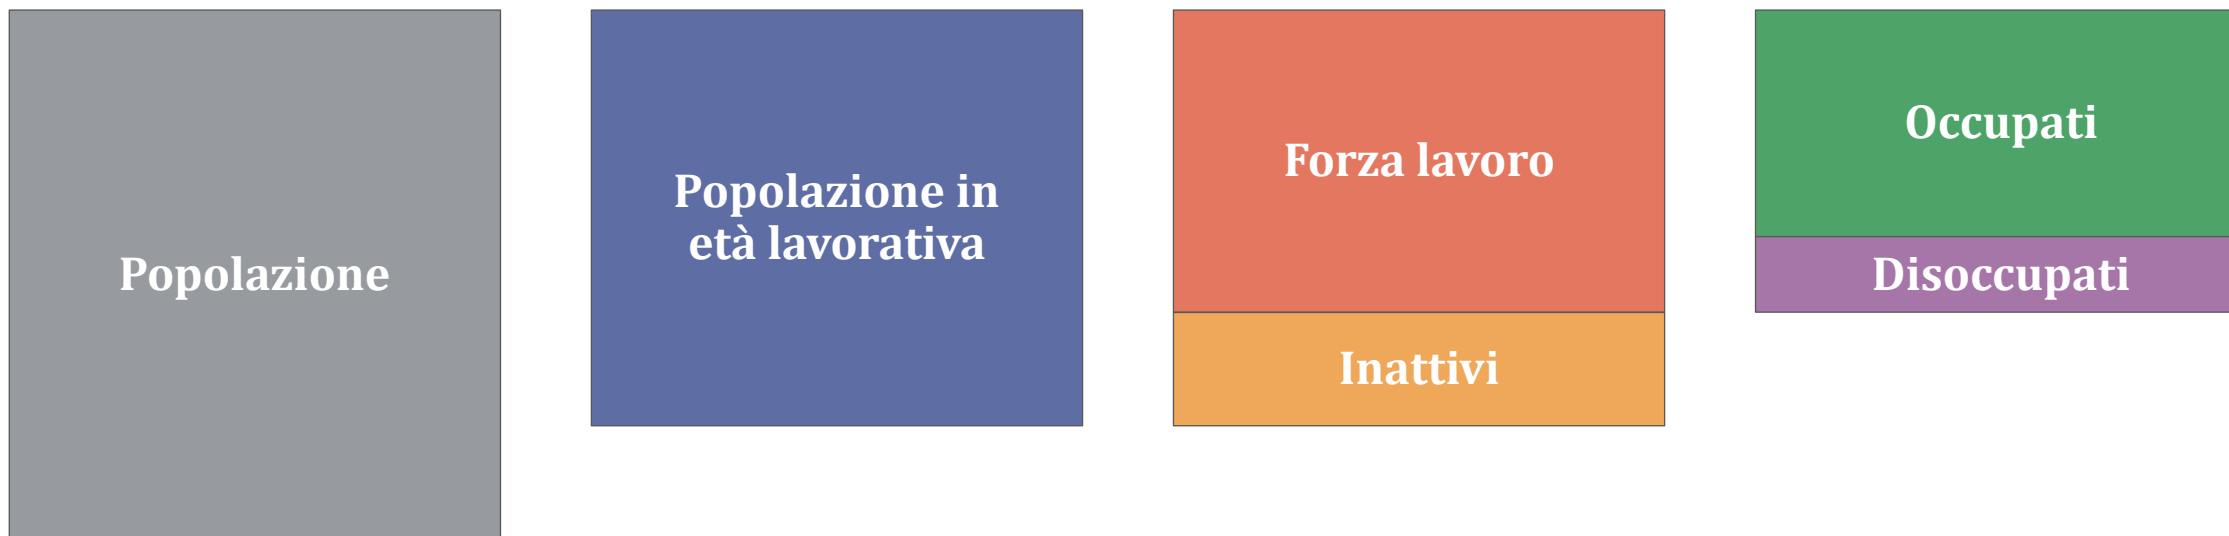 Popolazione
Popolazione in
età lavorativa
Forza lavoro
Inattivi
Occupati
Disoccupati